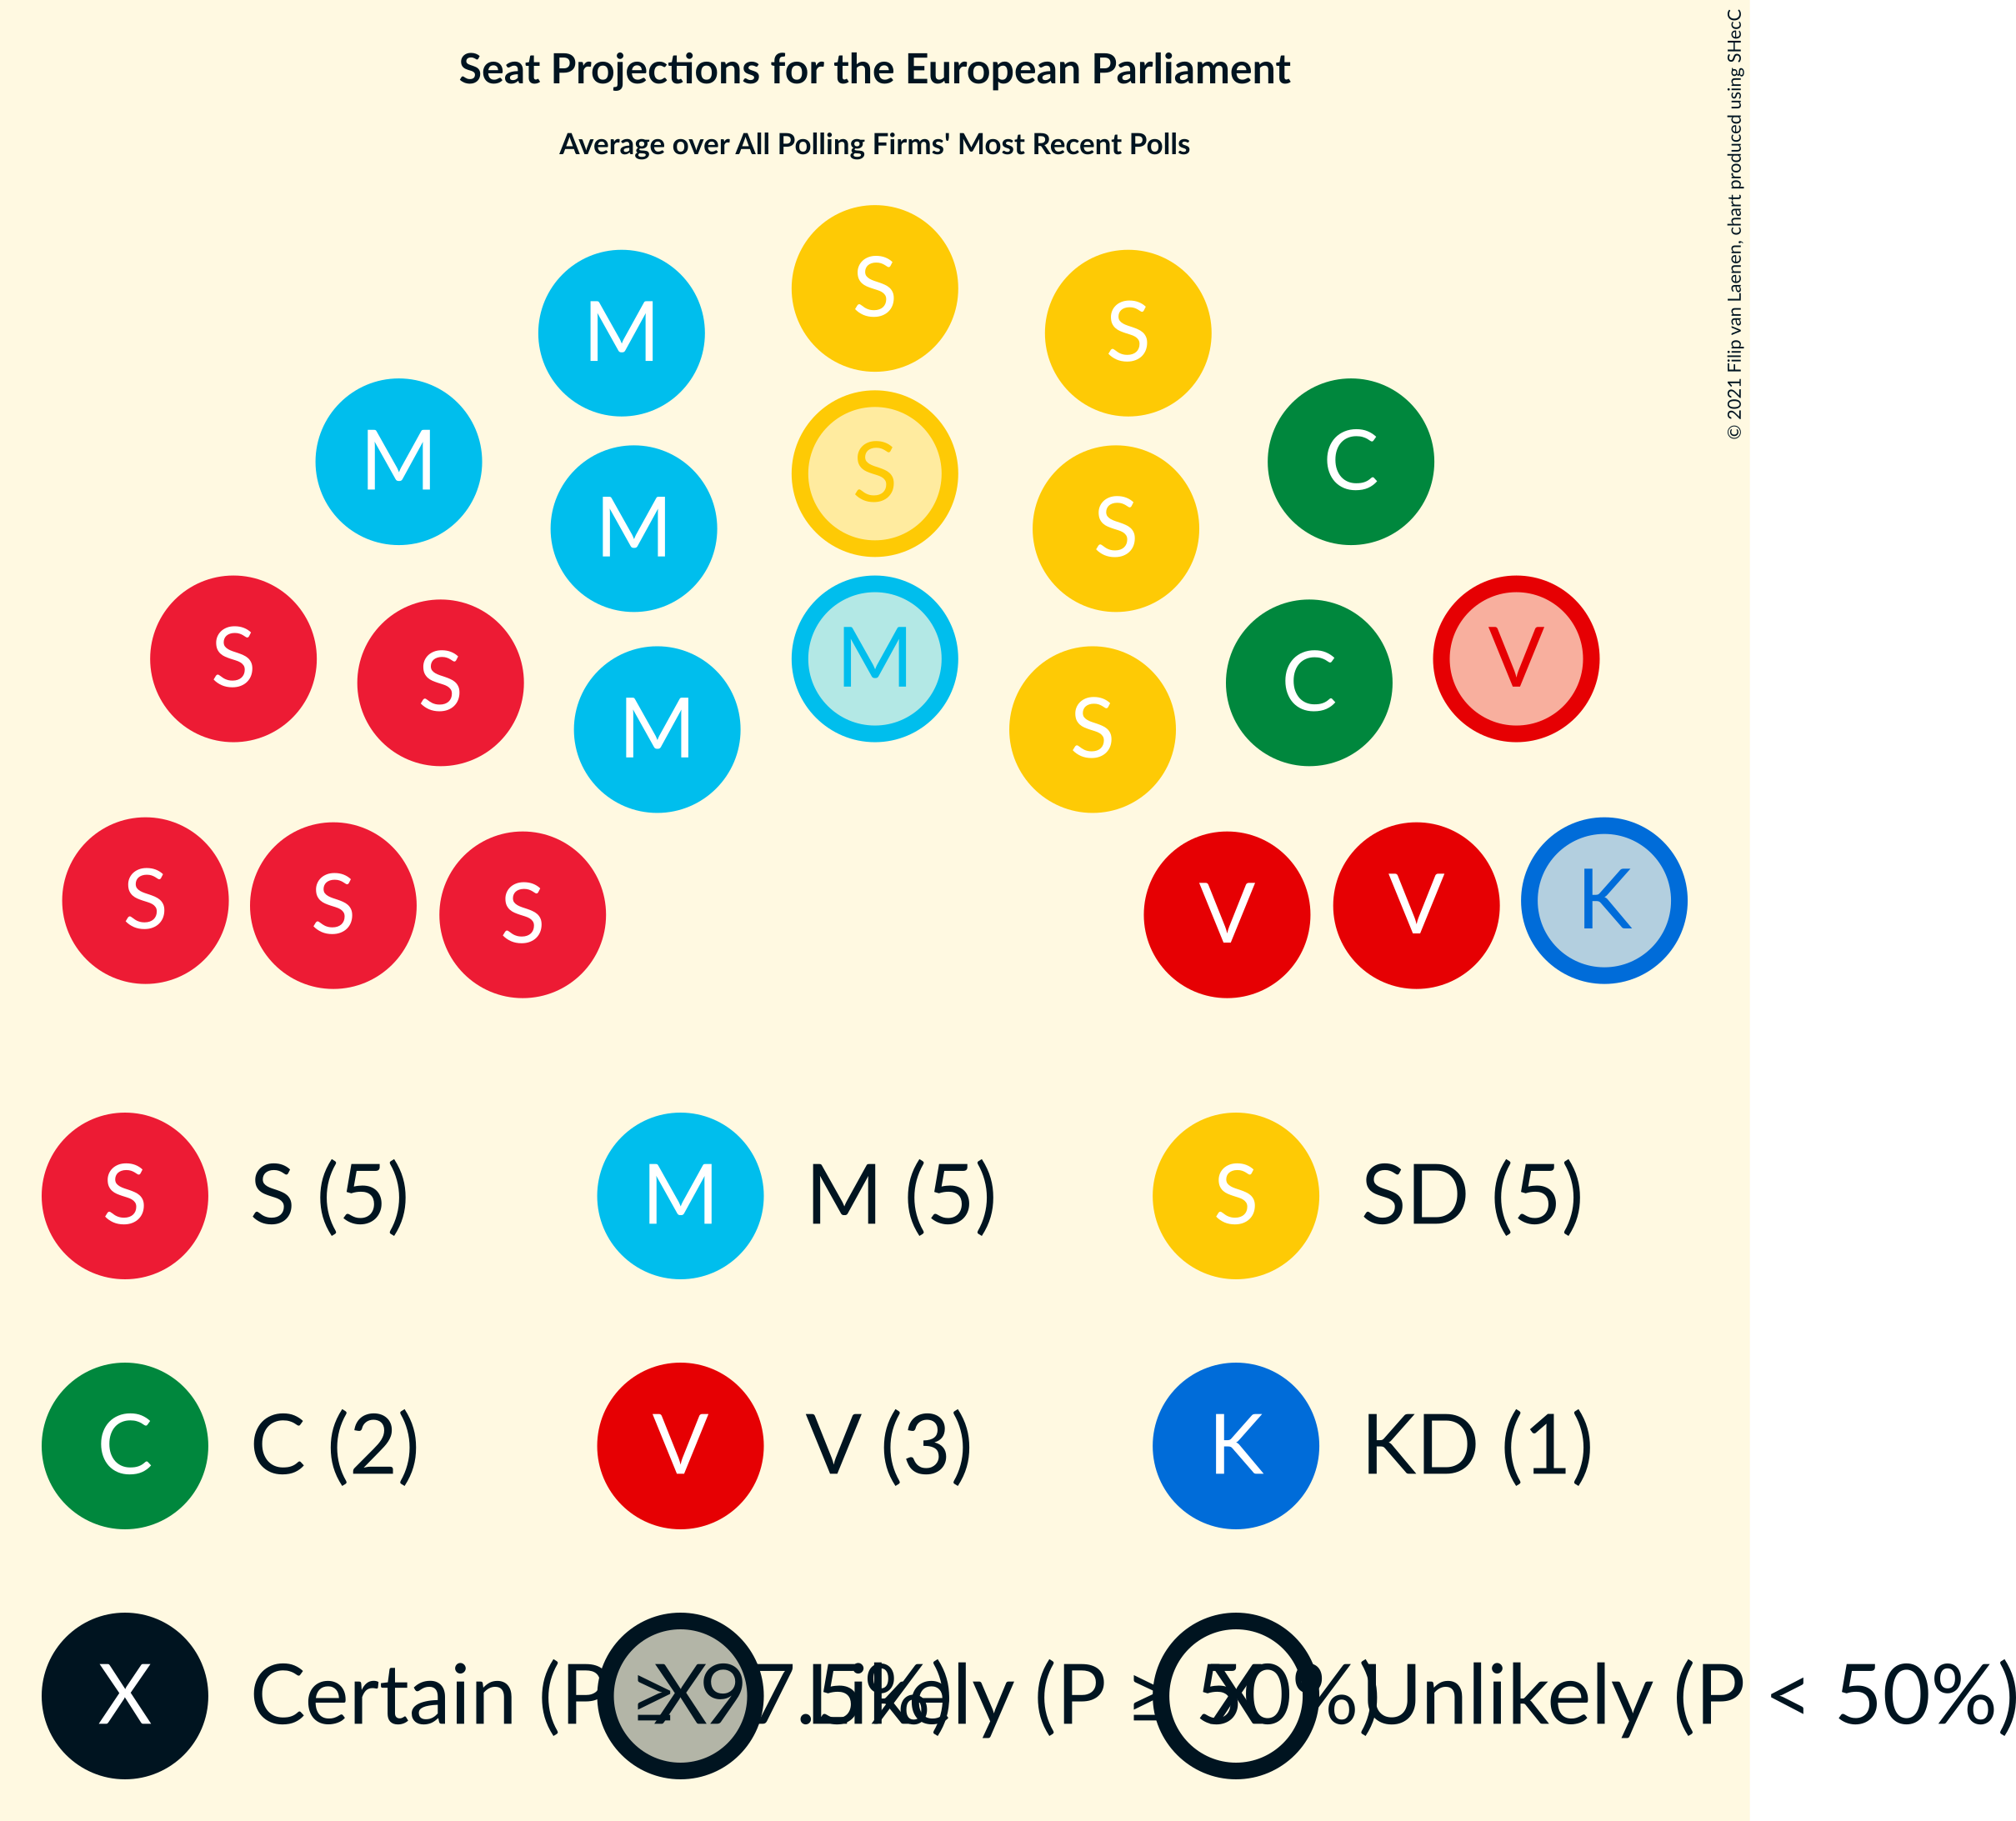 Seat Projections for the European Parliament
Average over All Polling Firms' Most Recent Polls
© 2021 Filip van Laenen, chart produced using SHecC
S
M S
M C
S
M S
S M V
S C
M S
S K
S V
S V
S S (5) M M (5) S SD (5)
C C (2) V V (3) K KD (1)
X Certain (P ≥ 97.5%) X Likely (P ≥ 50%) X Unlikely (P < 50%)